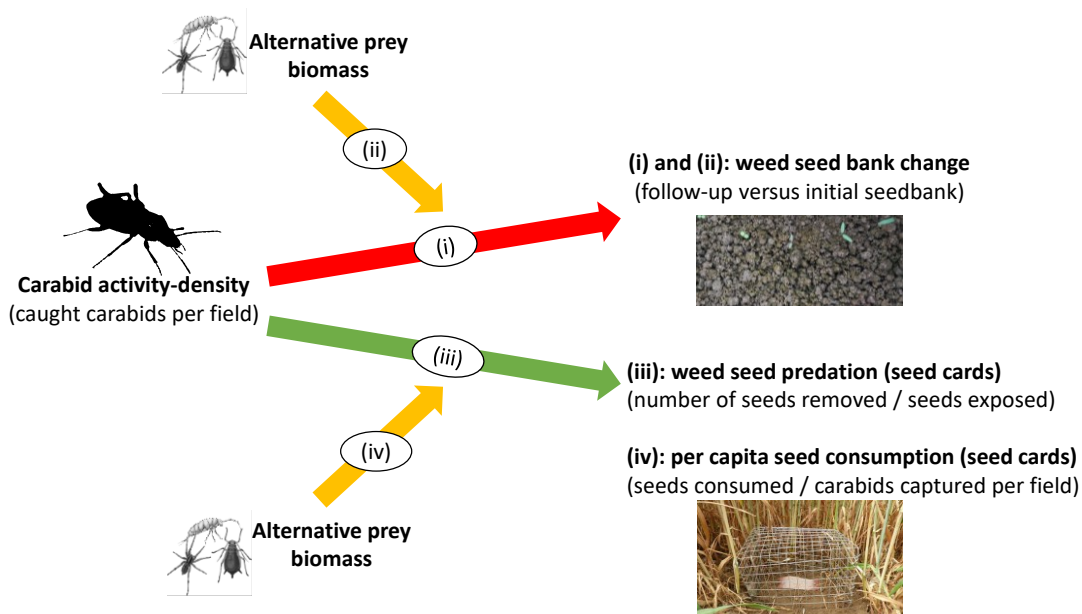 Alternative prey
biomass
(ii)
(i) and (ii): weed seed bank change
(follow-up versus initial seedbank)
(i)
Carabid activity-density
(caught carabids per field)
(iii)
(iii): weed seed predation (seed cards)
(number of seeds removed / seeds exposed)
(iv)
(iv): per capita seed consumption (seed cards)
(seeds consumed / carabids captured per field)
Alternative prey
biomass